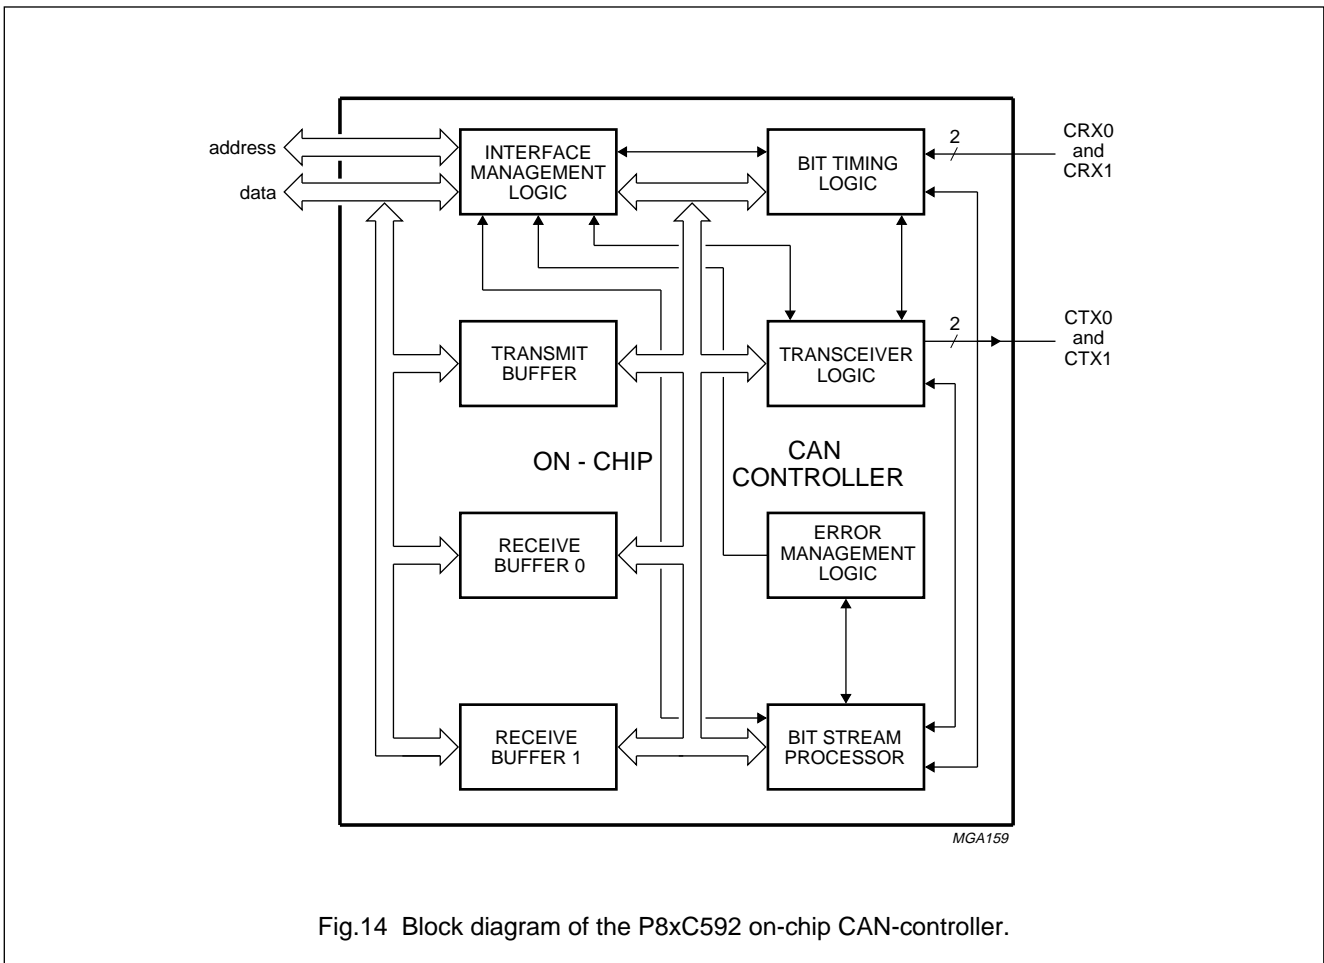 address
data
INTERFACE
MANAGEMENT
LOGIC
BIT TIMING
LOGIC
2
CRX0
and
CRX1
TRANSMIT
BUFFER
TRANSCEIVER
LOGIC
2
CTX0
and
CTX1
ON - CHIP
CAN
CONTROLLER
RECEIVE
BUFFER 0
ERROR
MANAGEMENT
LOGIC
RECEIVE
BUFFER 1
BIT STREAM
PROCESSOR
MGA159
Fig.14 Block diagram of the P8xC592 on-chip CAN-controller.